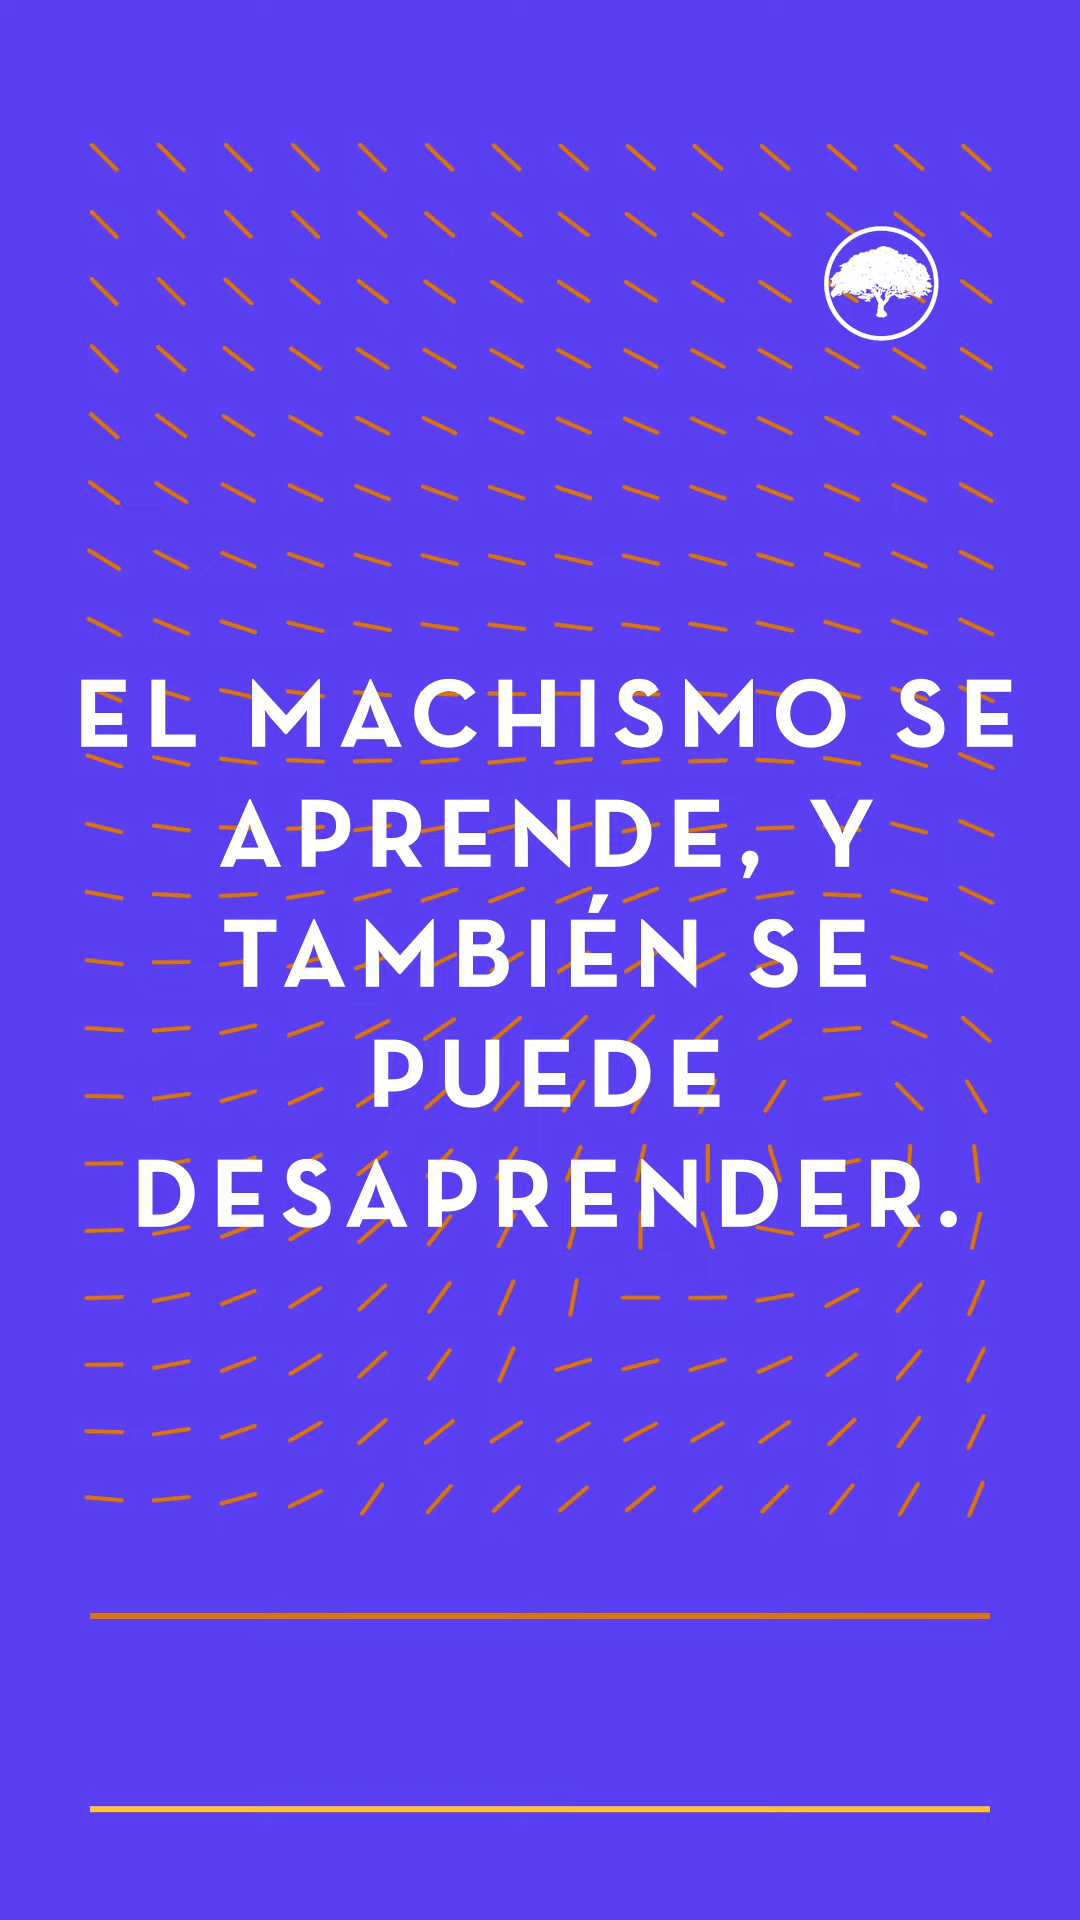 EL MACHISMO SE
APRENDE, Y
TAMBIÉN SE
PUEDE
DESAPRENDER.